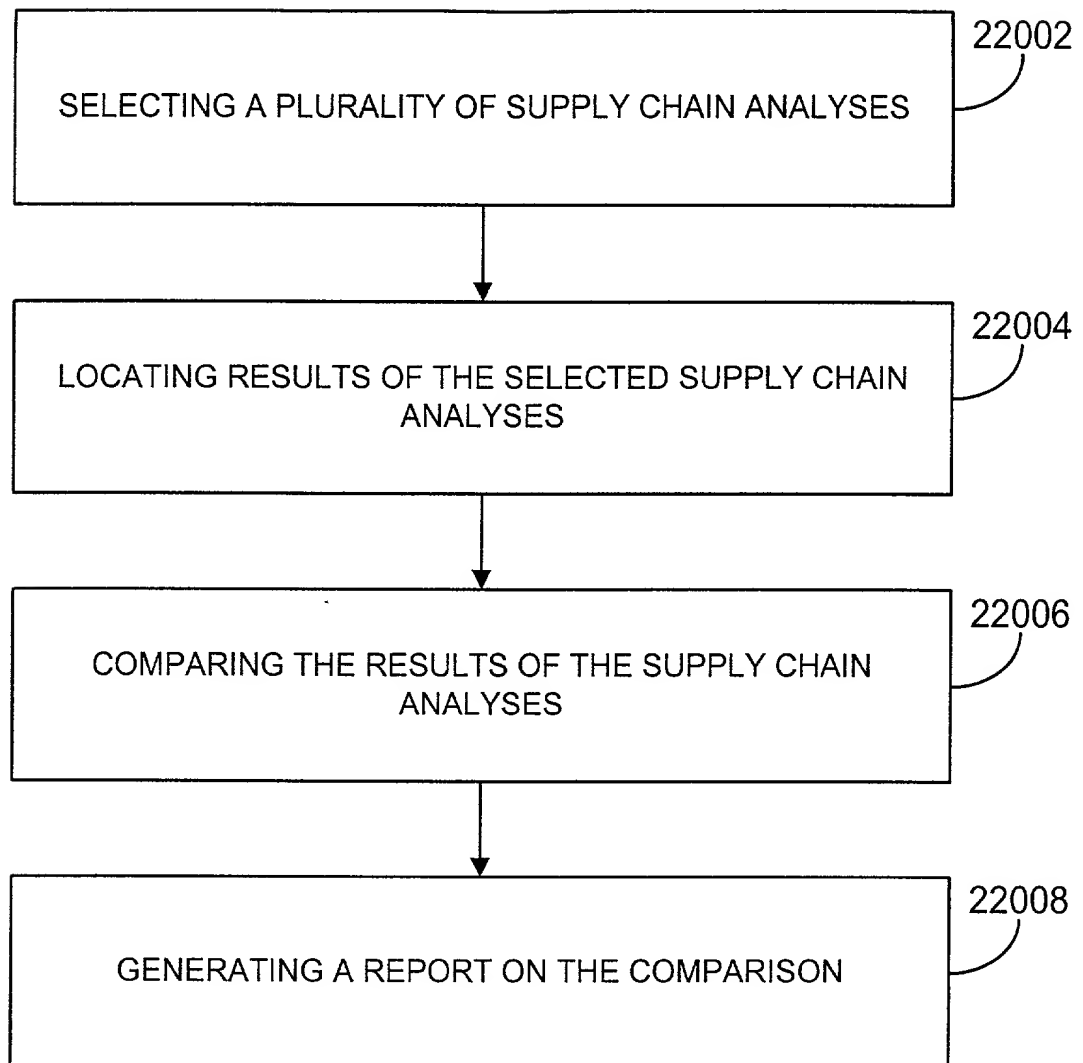 22002
SELECTING A PLURALITY OF SUPPLY CHAIN ANALYSES
22004
LOCATING RESULTS OF THE SELECTED SUPPLY CHAIN
ANALYSES
22006
COMPARING THE RESULTS OF THE SUPPLY CHAIN
ANALYSES
22008
GENERATING A REPORT ON THE COMPARISON